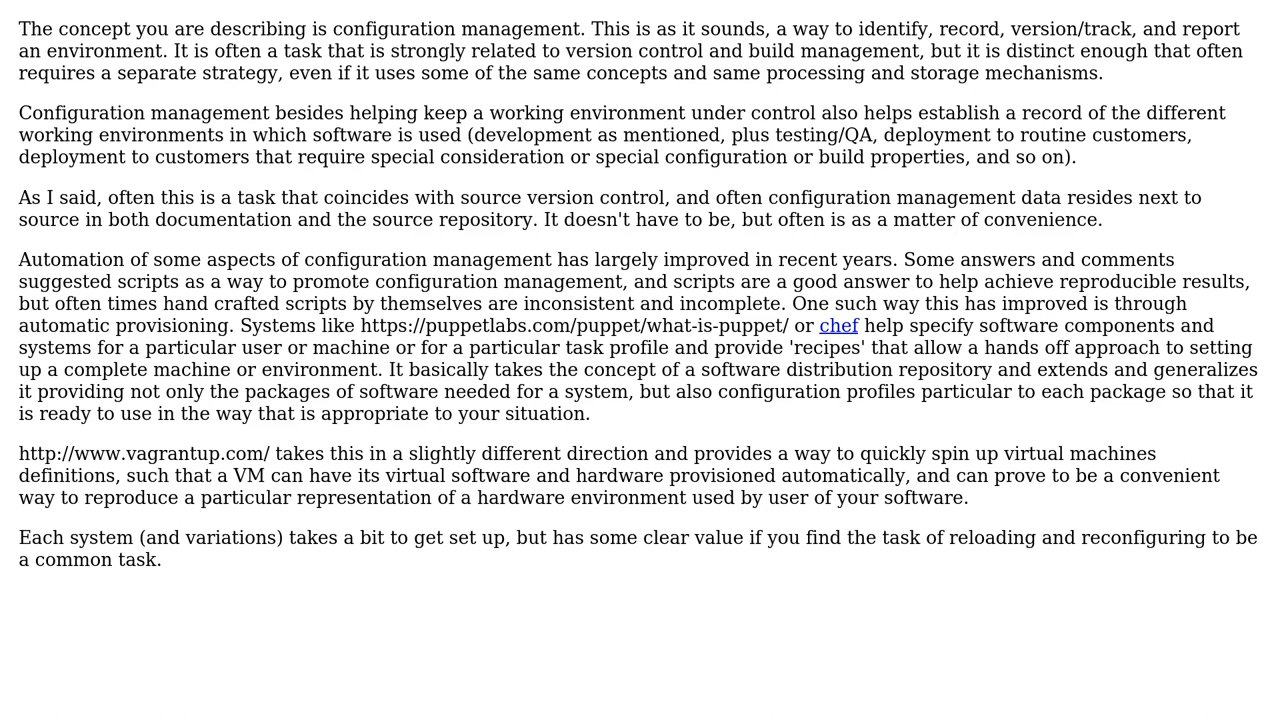 The concept you are describing is configuration management. This is as it sounds, a way to identify, record, version/track, and report
an environment. It is often a task that is strongly related to version control and build management, but it is distinct enough that often
requires a separate strategy, even if it uses some of the same concepts and same processing and storage mechanisms.
Configuration management besides helping keep a working environment under control also helps establish a record of the different
working environments in which software is used (development as mentioned, plus testing/QA, deployment to routine customers,
deployment to customers that require special consideration or special configuration or build properties, and so on).
As I said, often this is a task that coincides with source version control, and often configuration management data resides next to
source in both documentation and the source repository. It doesn't have to be, but often is as a matter of convenience.
Automation of some aspects of configuration management has largely improved in recent years. Some answers and comments
suggested scripts as a way to promote configuration management, and scripts are a good answer to help achieve reproducible results,
but often times hand crafted scripts by themselves are inconsistent and incomplete. One such way this has improved is through
automatic provisioning. Systems like https://puppetlabs.com/puppet/what-is-puppet/ or chef help specify software components and
systems for a particular user or machine or for a particular task profile and provide 'recipes' that allow a hands off approach to setting
up a complete machine or environment. It basically takes the concept of a software distribution repository and extends and generalizes
it providing not only the packages of software needed for a system, but also configuration profiles particular to each package so that it
is ready to use in the way that is appropriate to your situation.
http://www.vagrantup.com/ takes this in a slightly different direction and provides a way to quickly spin up virtual machines
definitions, such that a VM can have its virtual software and hardware provisioned automatically, and can prove to be a convenient
way to reproduce a particular representation of a hardware environment used by user of your software.
Each system (and variations) takes a bit to get set up, but has some clear value if you find the task of reloading and reconfiguring to be
a common task.